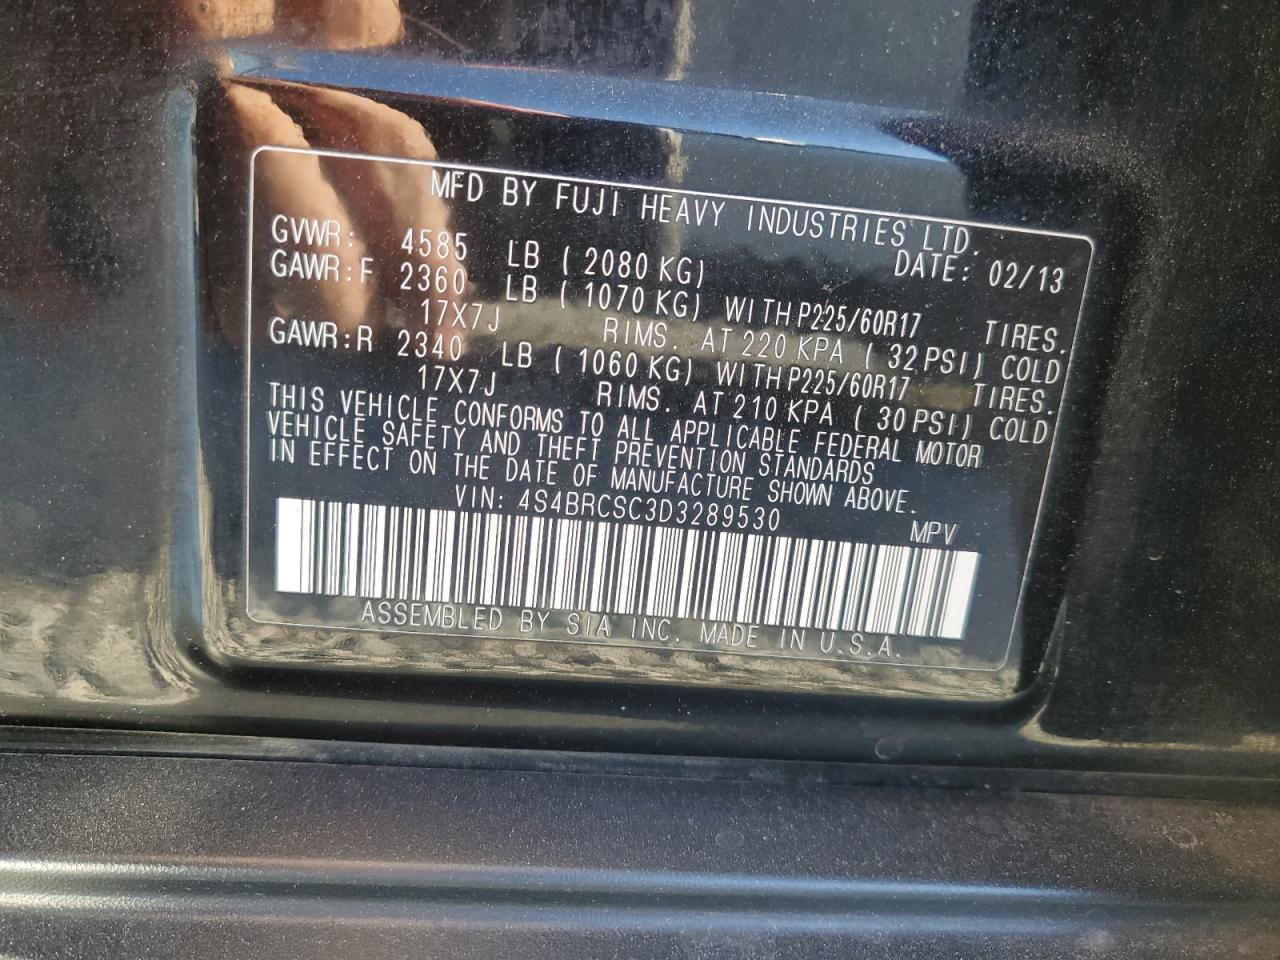 MFD BY FUJI HEAVY INDUSTRIES LTD.
GVWR: 4585 LB (2080 KG) DATE: 02/13
GAWR:F 2360 LB (1070 KG) WITH P225/60R17 TIRES.
17X7J RIMS. AT 220 KPA (32 PSI) COLD
GAWR:R 2340 LB (1060 KG) WITH P225/60R17 TIRES.
17X7J RIMS. AT 210 KPA (30 PSI) COLD
THIS VEHICLE CONFORMS TO ALL APPLICABLE FEDERAL MOTOR
VEHICLE SAFETY AND THEFT PREVENTION STANDARDS
IN EFFECT ON THE DATE OF MANUFACTURE SHOWN ABOVE.
VIN: 4S4BRCSC3D3289530 MPV
ASSEMBLED BY SIA INC. MADE IN U.S.A.